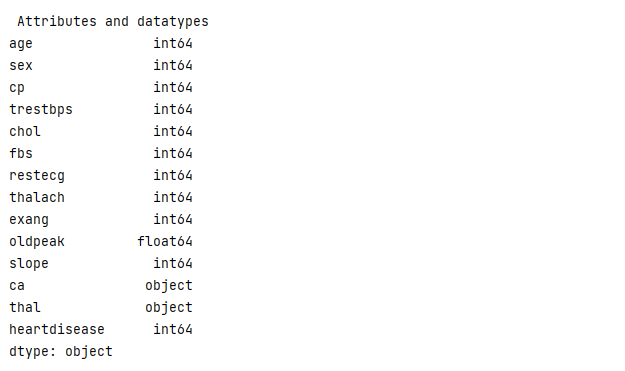 Attributes and datatypes
age int64
sex int64
cp int64
trestbps int64
chol int64
fbs int64
restecg int64
thalach int64
exang int64
oldpeak float64
slope int64
ca object
thal object
heartdisease int64
dtype: object